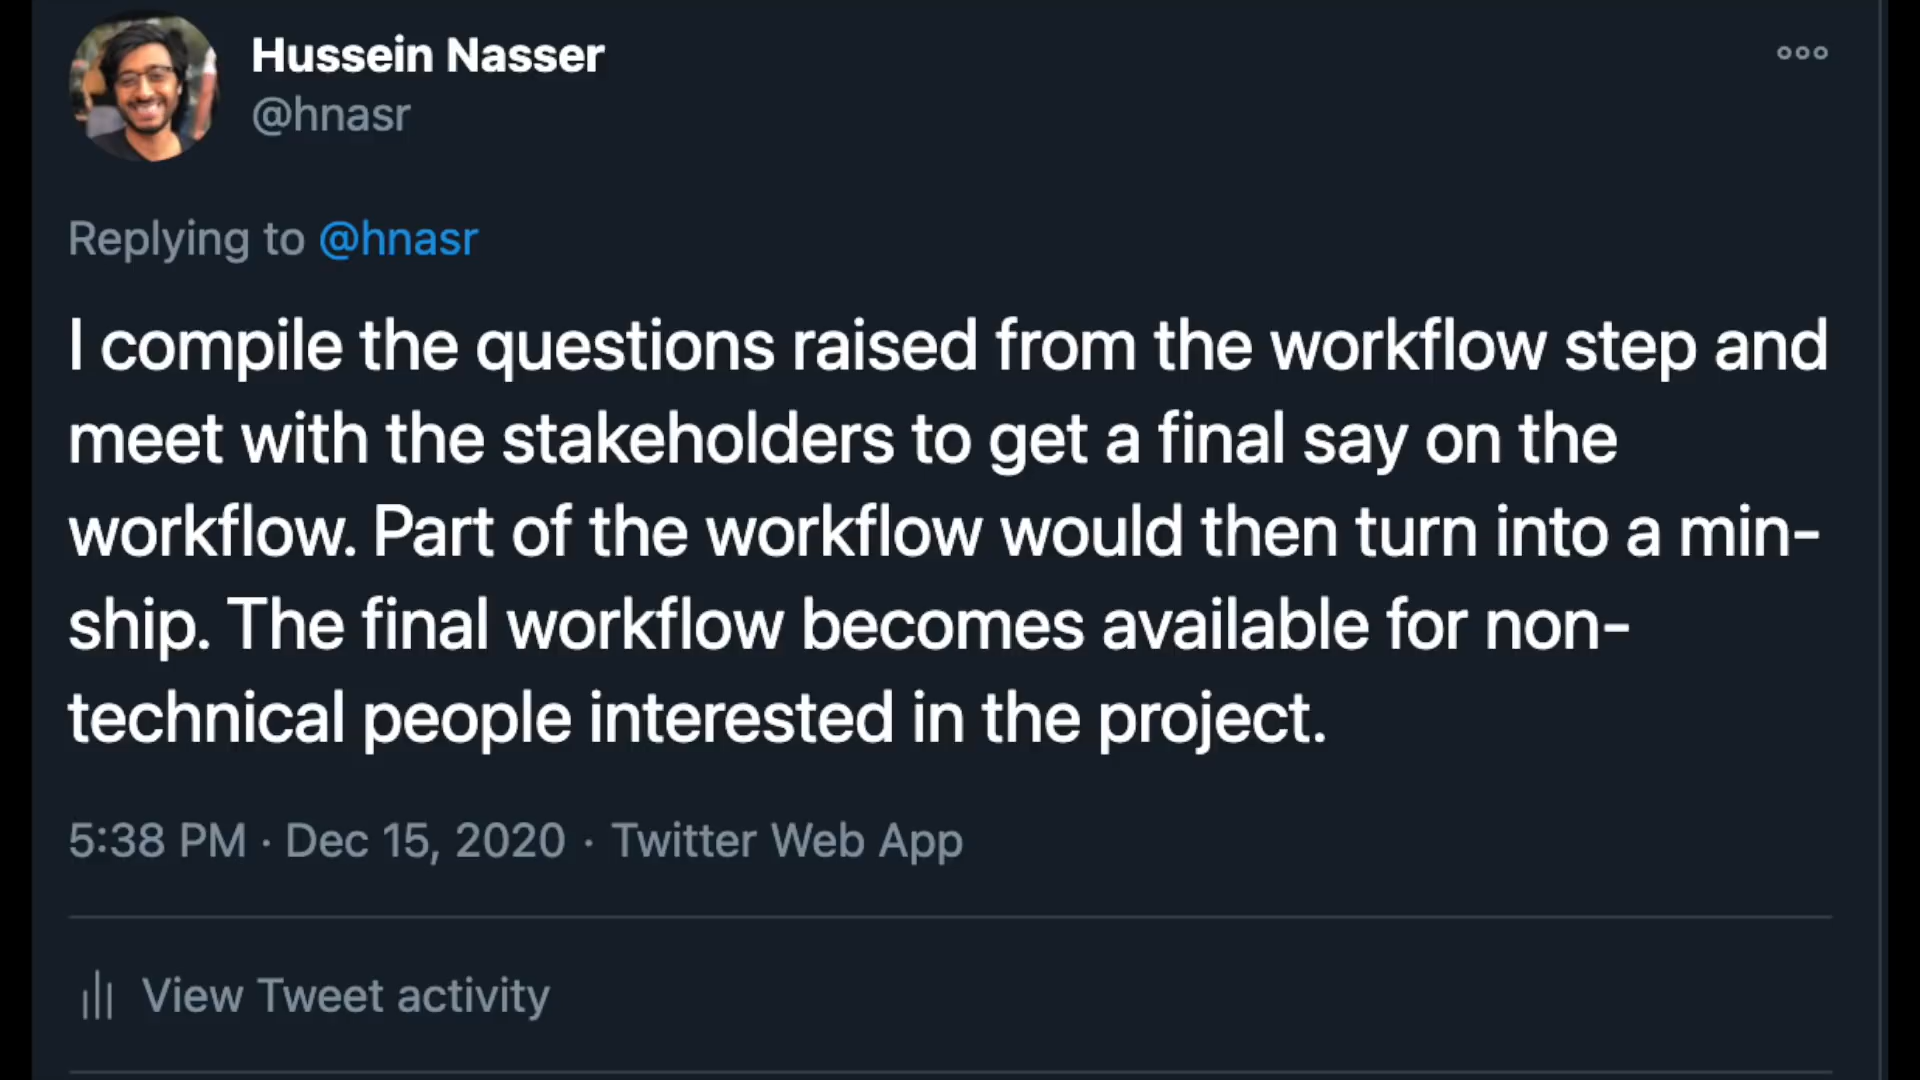 Hussein Nasser
@hnasr
Replying to @hnasr
I compile the questions raised from the workflow step and
meet with the stakeholders to get a final say on the
workflow. Part of the workflow would then turn into a min-
ship. The final workflow becomes available for non-
technical people interested in the project.
5:38 PM · Dec 15, 2020 · Twitter Web App
View Tweet activity